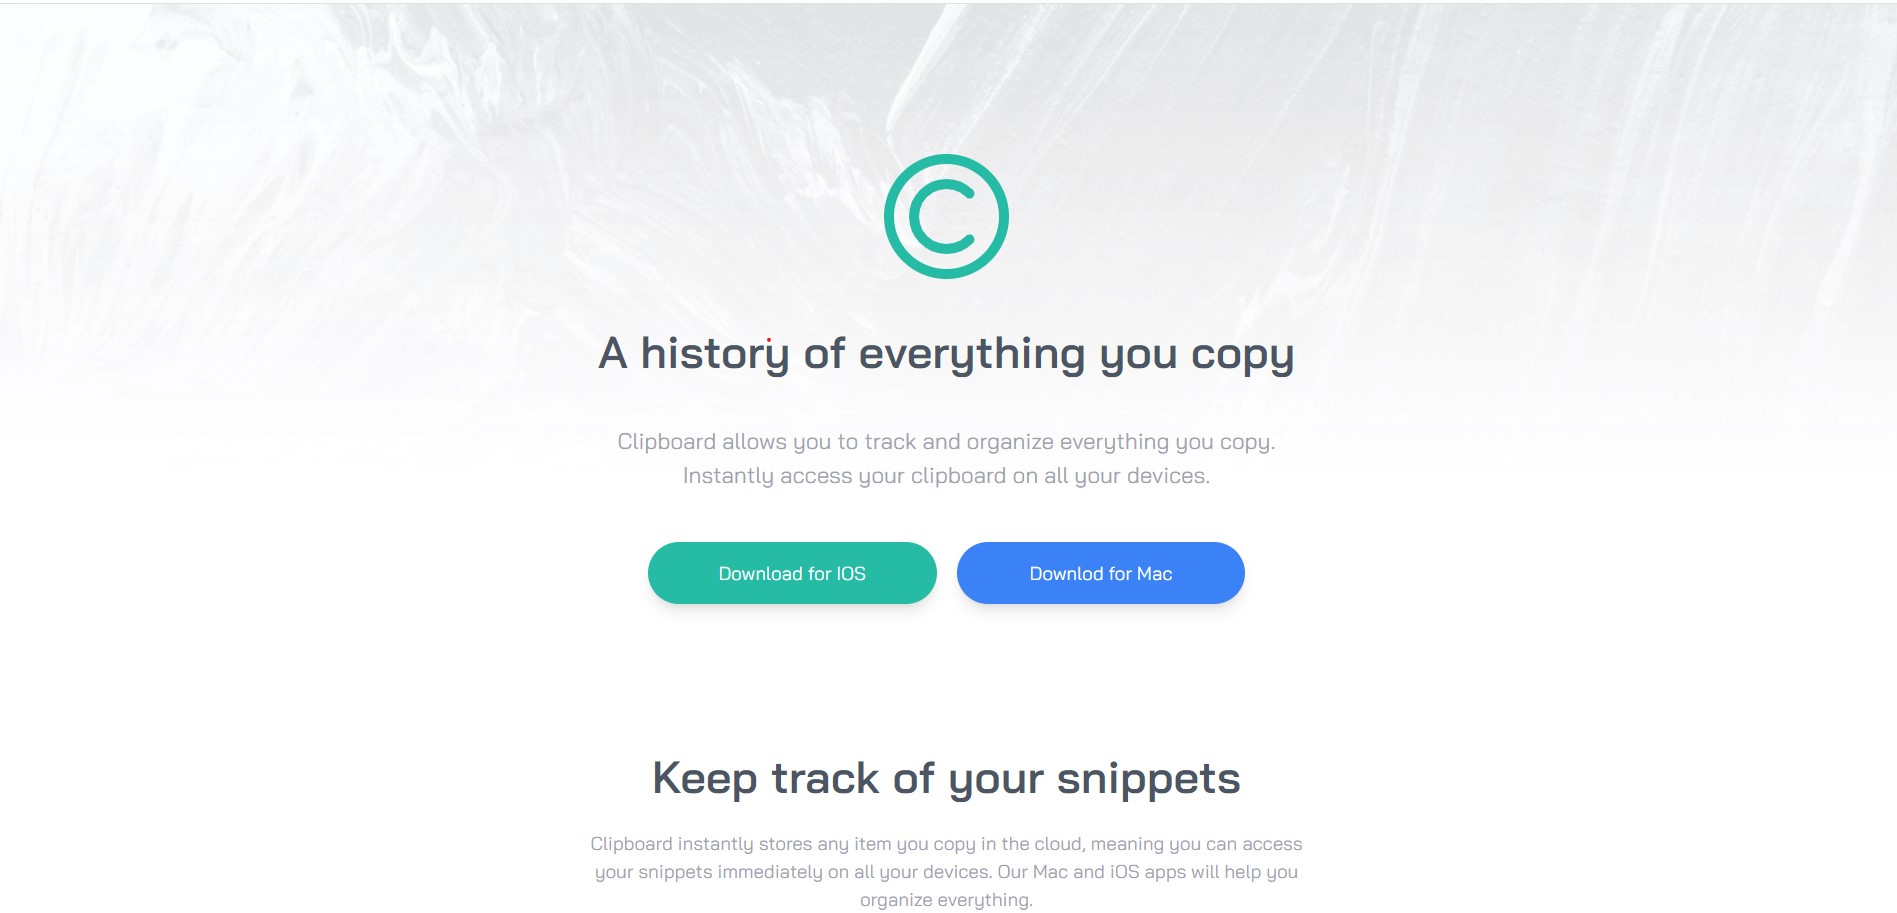 A history of everything you copy
Clipboard allows you to track and organize everything you copy.
Instantly access your clipboard on all your devices.
Download for IOS
Downlod for Mac
Keep track of your snippets
Clipboard instantly stores any item you copy in the cloud, meaning you can access
your snippets immediately on all your devices. Our Mac and iOS apps will help you
organize everything.